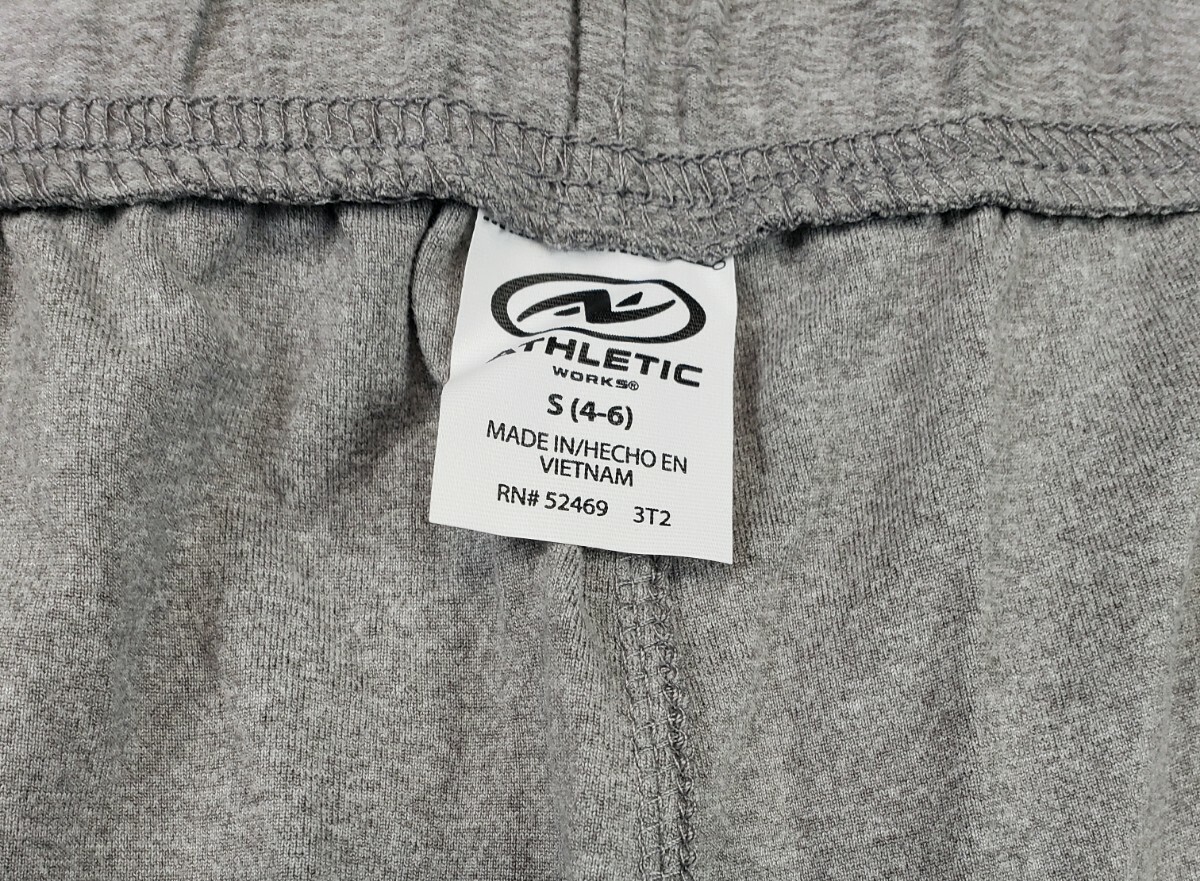 ATHLETIC
WORKS®
S (4-6)
MADE IN/HECHO EN
VIETNAM
RN# 52469 3T2